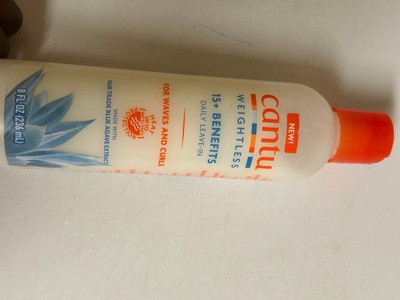 NEW!
cantu
WEIGHTLESS
15+ BENEFITS
DAILY LEAVE-IN
FOR WAVES AND CURLS
HEAT
MADE WITH
FAIR TRADE BLUE AGAVE EXTRACT
8 FL OZ (236 mL)